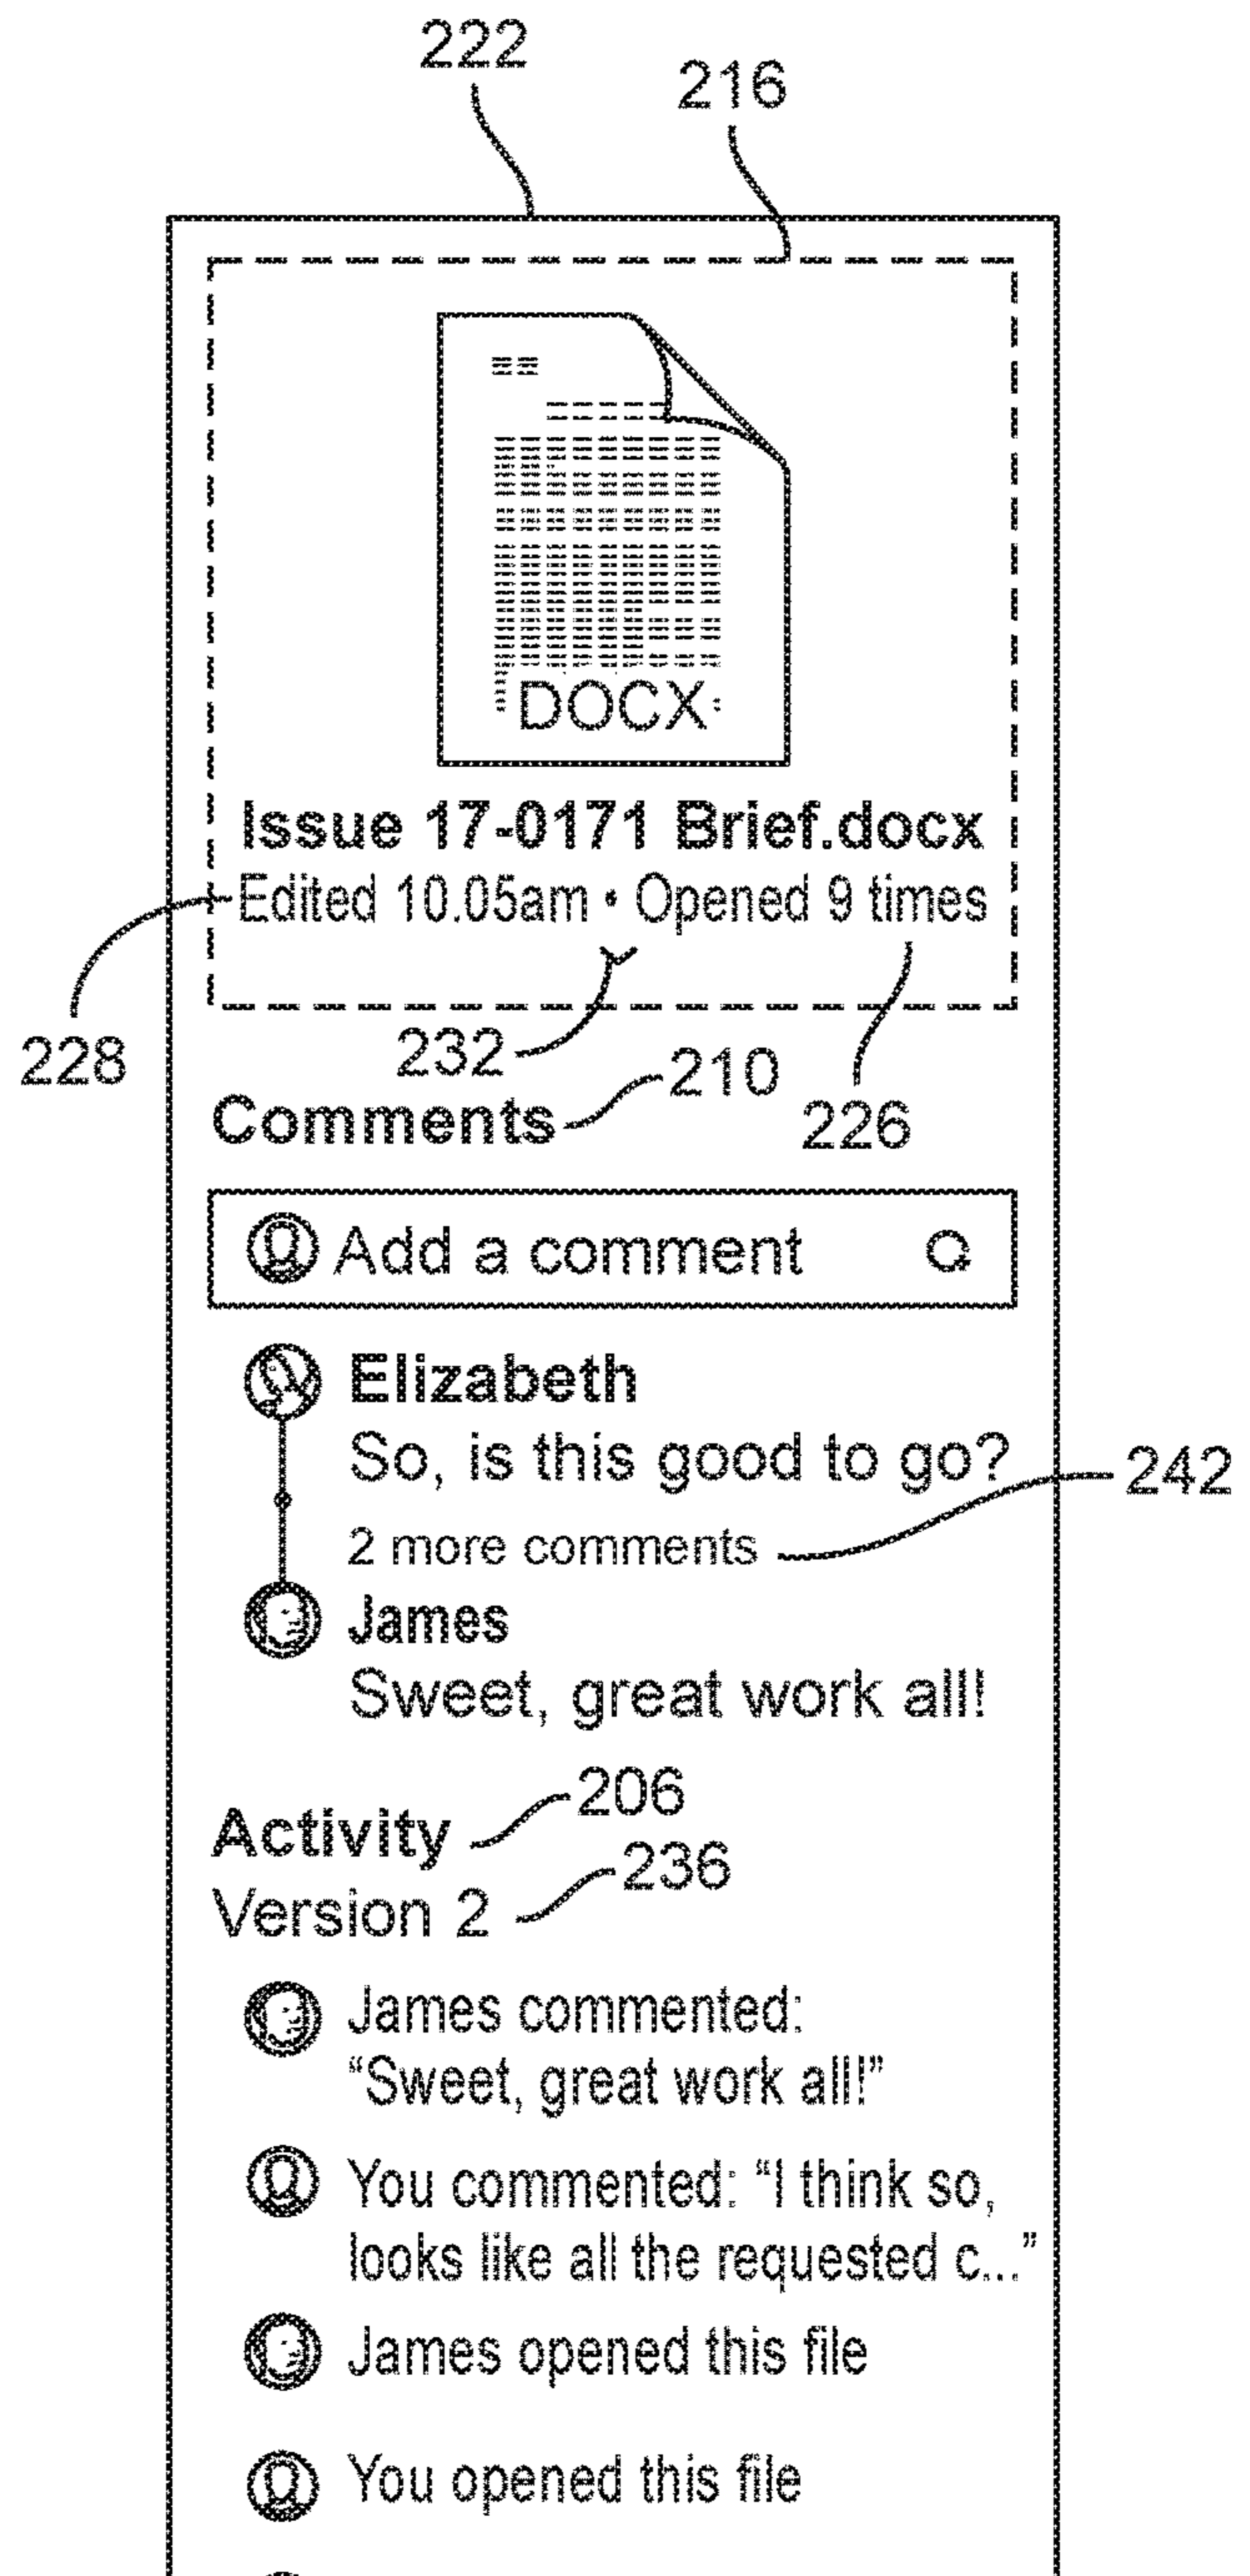 222
216
DOCX
Issue 17-0171 Brief.docx
Edited 10.05am • Opened 9 times
228
232
210
226
Comments
Add a comment
Elizabeth
So, is this good to go?
242
2 more comments
James
Sweet, great work all!
206
Activity
236
Version 2
James commented:
“Sweet, great work all!”
You commented: “I think so,
looks like all the requested c...”
James opened this file
You opened this file